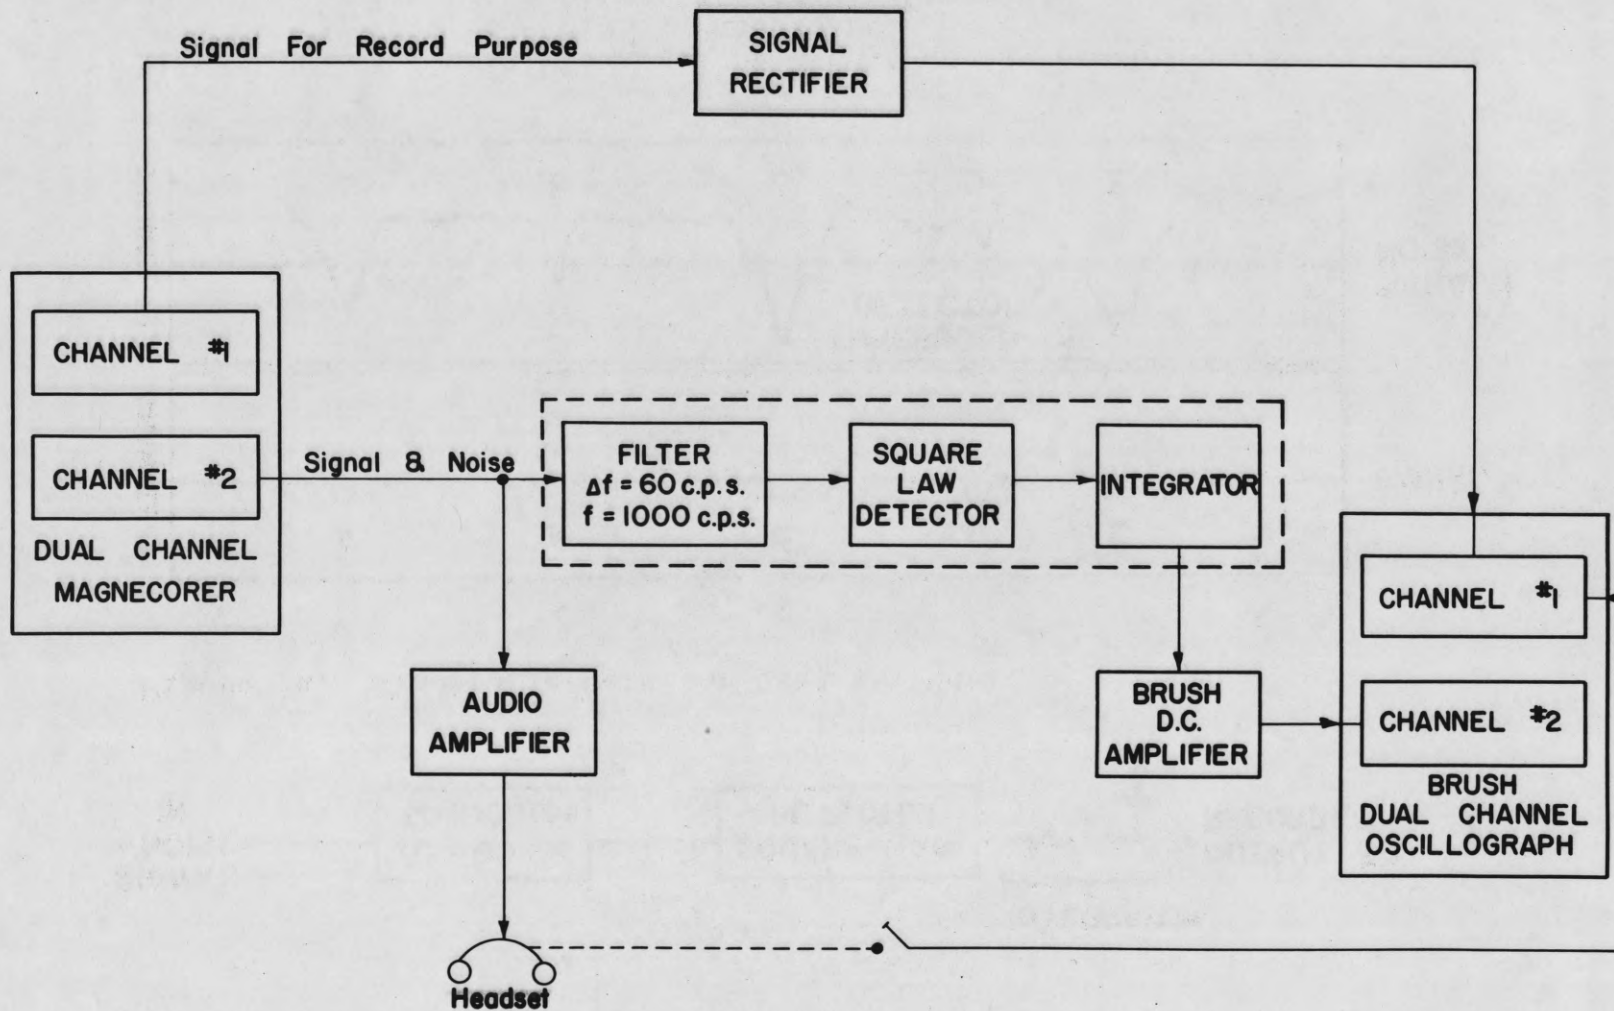 Signal For Record Purpose
SIGNAL
RECTIFIER
CHANNEL #1
CHANNEL #2
DUAL CHANNEL
MAGNECORER
Signal & Noise
FILTER
Δf = 60 c.p.s.
f = 1000 c.p.s.
SQUARE
LAW
DETECTOR
INTEGRATOR
AUDIO
AMPLIFIER
BRUSH
D.C.
AMPLIFIER
CHANNEL #1
CHANNEL #2
BRUSH
DUAL CHANNEL
OSCILLOGRAPH
Headset